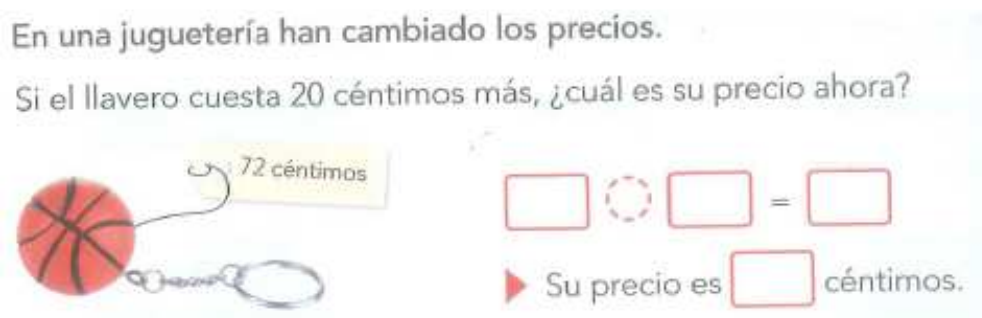 En una juguetería han cambiado los precios.
Si el llavero cuesta 20 céntimos más, ¿cuál es su precio ahora?
72 céntimos
=
Su precio es céntimos.